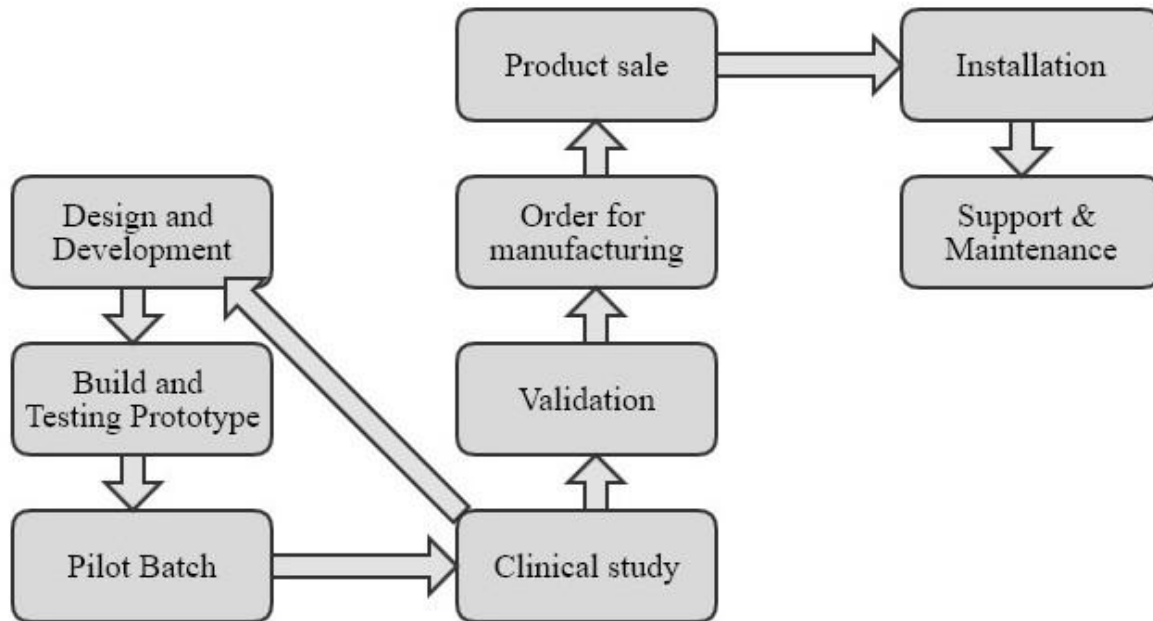 Design and
Development
Build and
Testing Prototype
Pilot Batch
Clinical study
Validation
Order for
manufacturing
Product sale
Installation
Support &
Maintenance